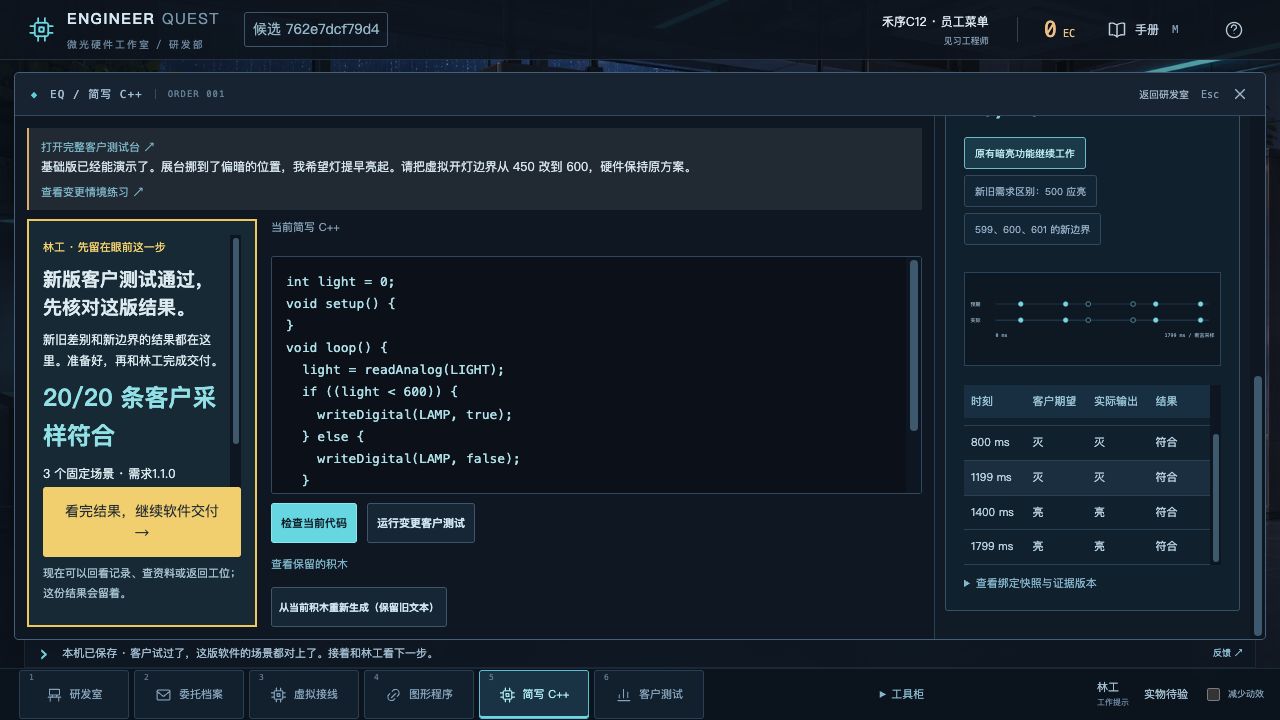 ENGINEER QUEST
微光硬件工作室 / 研发部
候选 762e7dcf79d4
禾序C12 · 员工菜单
见习工程师
0 EC
手册 M
EQ / 简写 C++
ORDER 001
返回研发室 Esc
打开完整客户测试台 ↗
基础版已经能演示了。展台挪到了偏暗的位置，我希望灯提早亮起。请把虚拟开灯边界从 450 改到 600，硬件保持原方案。
查看变更情境练习 ↗
林工 · 先留在眼前这一步
新版客户测试通过，
先核对这版结果。
新旧差别和新边界的结果都在这
里。准备好，再和林工完成交付。
20/20 条客户采
样符合
3 个固定场景 · 需求1.1.0
看完结果，继续软件交付
→
现在可以回看记录、查资料或返回工位；
这份结果会留着。
当前简写 C++
int light = 0;
void setup() {
}
void loop() {
light = readAnalog(LIGHT);
if ((light < 600)) {
writeDigital(LAMP, true);
} else {
writeDigital(LAMP, false);
}
检查当前代码
运行变更客户测试
查看保留的积木
从当前积木重新生成（保留旧文本）
原有暗亮功能继续工作
新旧需求区别：500 应亮
599、600、601 的新边界
预期
实际
0 ms
1799 ms / 断言采样
时刻 客户期望 实际输出 结果
800 ms 灭 灭 符合
1199 ms 灭 灭 符合
1400 ms 亮 亮 符合
1799 ms 亮 亮 符合
查看绑定快照与证据版本
本机已保存 · 客户试过了，这版软件的场景都对上了。接着和林工看下一步。
反馈 ↗
1 研发室
2 委托档案
3 虚拟接线
4 图形程序
5 简写 C++
6 客户测试
工具柜
林工
工作提示
实物待验
减少动效